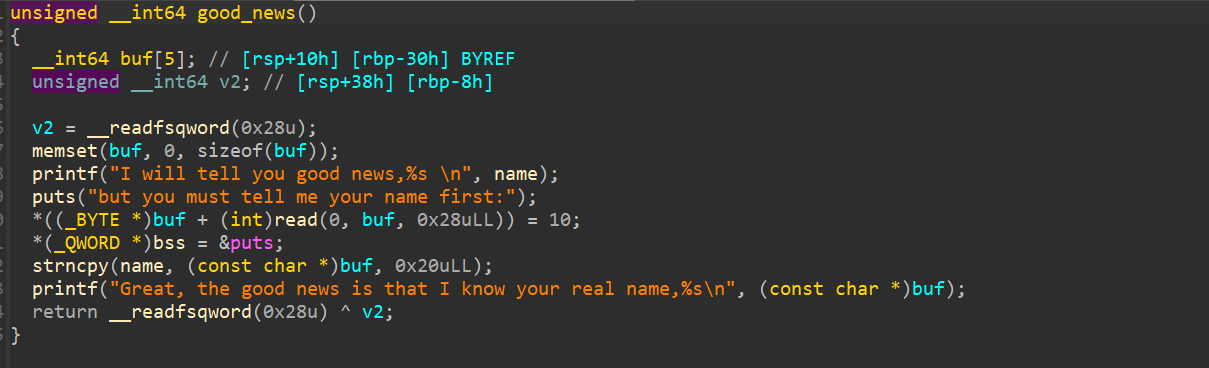 unsigned __int64 good_news()
{
__int64 buf[5]; // [rsp+10h] [rbp-30h] BYREF
unsigned __int64 v2; // [rsp+38h] [rbp-8h]
v2 = __readfsqword(0x28u);
memset(buf, 0, sizeof(buf));
printf("I will tell you good news,%s \n", name);
puts("but you must tell me your name first:");
*((_BYTE *)buf + (int)read(0, buf, 0x28uLL)) = 10;
*(_QWORD *)bss = &puts;
strncpy(name, (const char *)buf, 0x20uLL);
printf("Great, the good news is that I know your real name,%s\n", (const char *)buf);
return __readfsqword(0x28u) ^ v2;
}